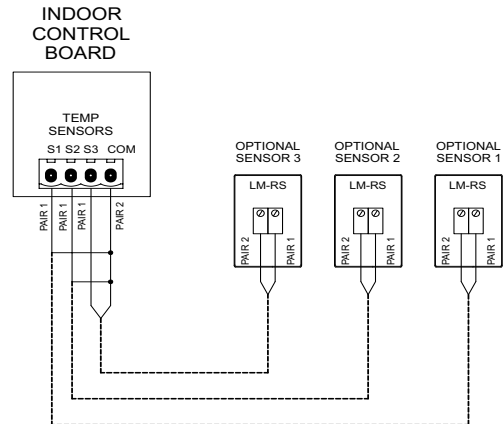 INDOOR
CONTROL
BOARD
TEMP
SENSORS
S1 S2 S3 COM
PAIR 1
PAIR 1
PAIR 1
PAIR 2
OPTIONAL
SENSOR 3
LM-RS
PAIR 2
PAIR 1
OPTIONAL
SENSOR 2
LM-RS
PAIR 2
PAIR 1
OPTIONAL
SENSOR 1
LM-RS
PAIR 2
PAIR 1